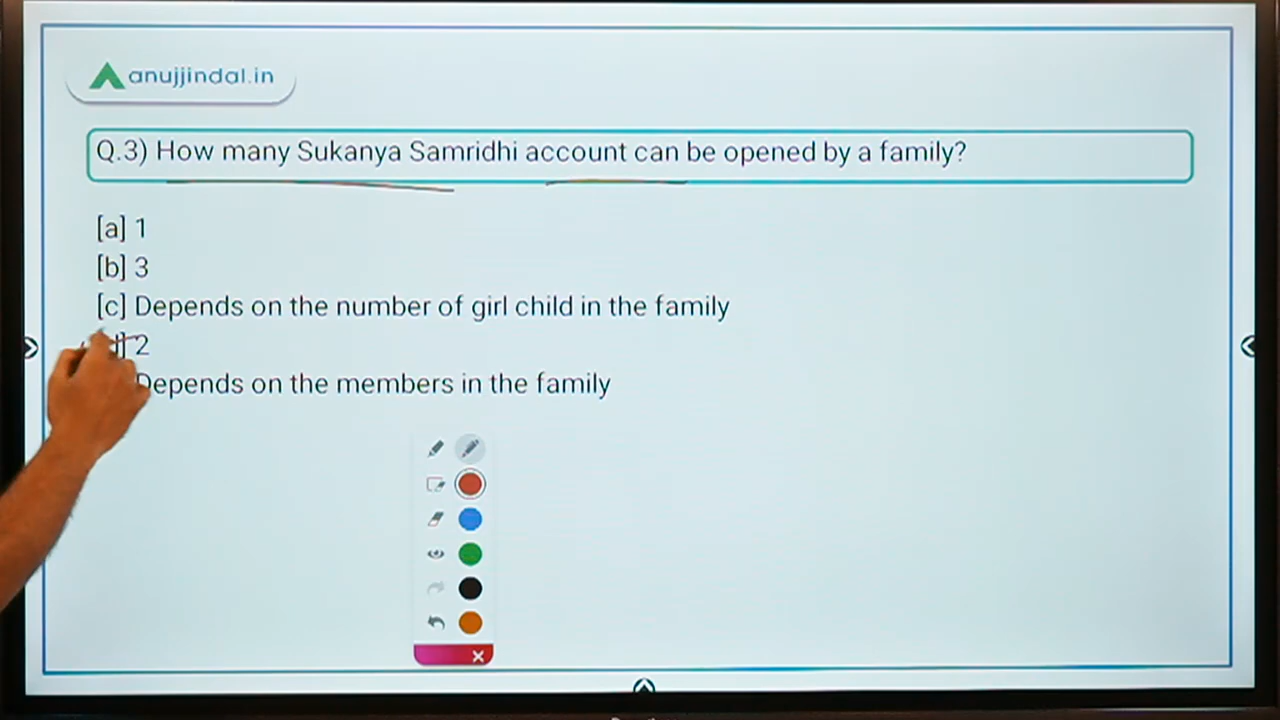 anujjindal.in
Q.3) How many Sukanya Samridhi account can be opened by a family?
[a] 1
[b] 3
[c] Depends on the number of girl child in the family
2
Depends on the members in the family